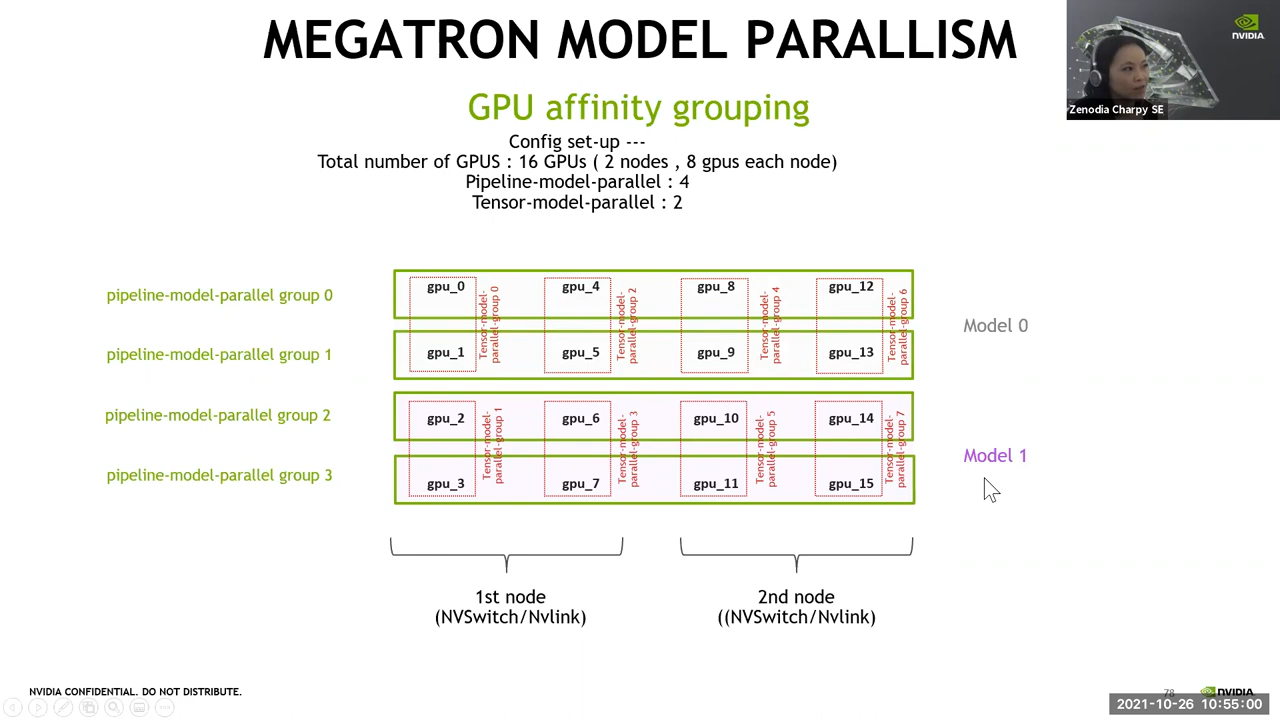 MEGATRON MODEL PARALLISM
NVIDIA
Zenodia Charpy SE
GPU affinity grouping
Config set-up ---
Total number of GPUS : 16 GPUs ( 2 nodes , 8 gpus each node)
Pipeline-model-parallel : 4
Tensor-model-parallel : 2
pipeline-model-parallel group 0
gpu_0
Tensor-model-
parallel-group 0
gpu_4
Tensor-model-
parallel-group 2
gpu_8
Tensor-model-
parallel-group 4
gpu_12
Tensor-model-
parallel-group 6
Model 0
pipeline-model-parallel group 1
gpu_1
gpu_5
gpu_9
gpu_13
pipeline-model-parallel group 2
gpu_2
Tensor-model-
parallel-group 1
gpu_6
Tensor-model-
parallel-group 3
gpu_10
Tensor-model-
parallel-group 5
gpu_14
Tensor-model-
parallel-group 7
Model 1
pipeline-model-parallel group 3
gpu_3
gpu_7
gpu_11
gpu_15
1st node
(NVSwitch/Nvlink)
2nd node
((NVSwitch/Nvlink)
NVIDIA CONFIDENTIAL. DO NOT DISTRIBUTE.
78
NVIDIA
2021-10-26 10:55:00